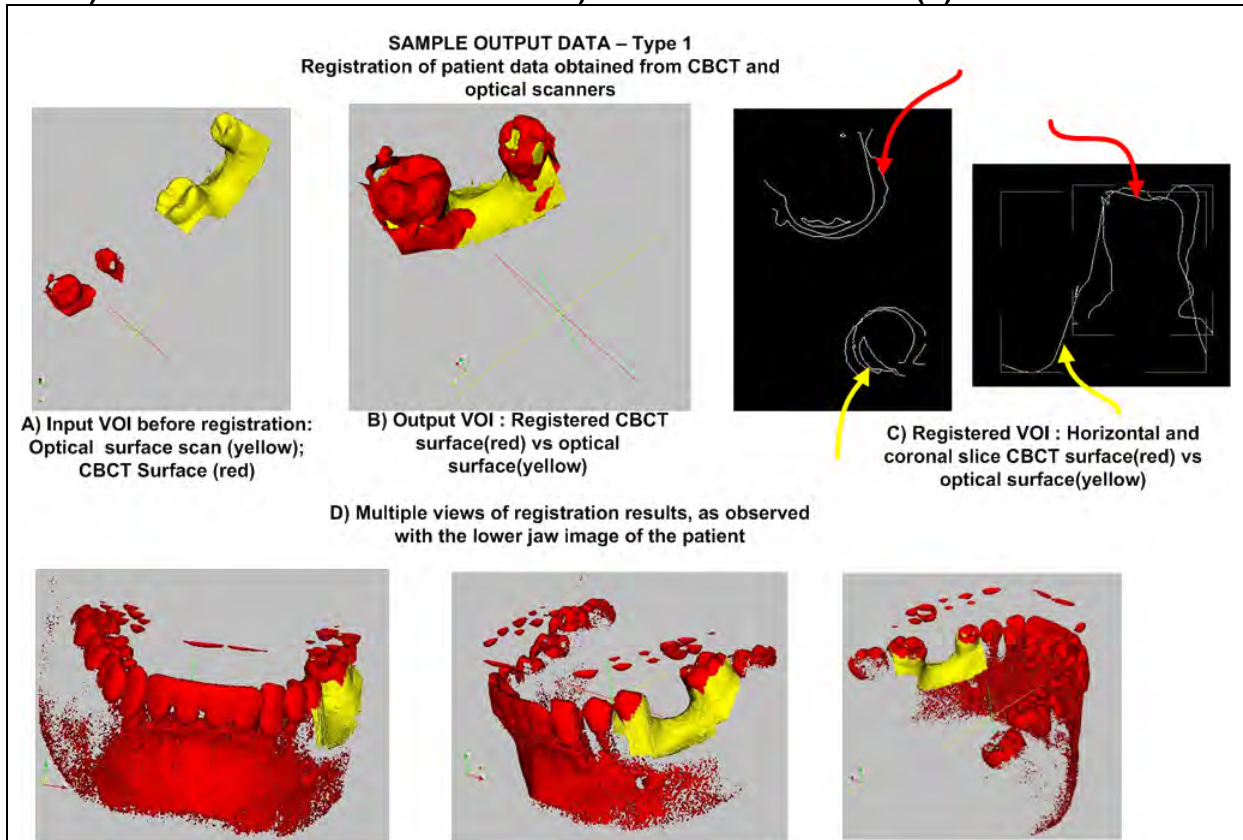 SAMPLE OUTPUT DATA – Type 1
Registration of patient data obtained from CBCT and
optical scanners
A) Input VOI before registration:
Optical surface scan (yellow);
CBCT Surface (red)
B) Output VOI : Registered CBCT
surface(red) vs optical
surface(yellow)
C) Registered VOI : Horizontal and
coronal slice CBCT surface(red) vs
optical surface(yellow)
D) Multiple views of registration results, as observed
with the lower jaw image of the patient